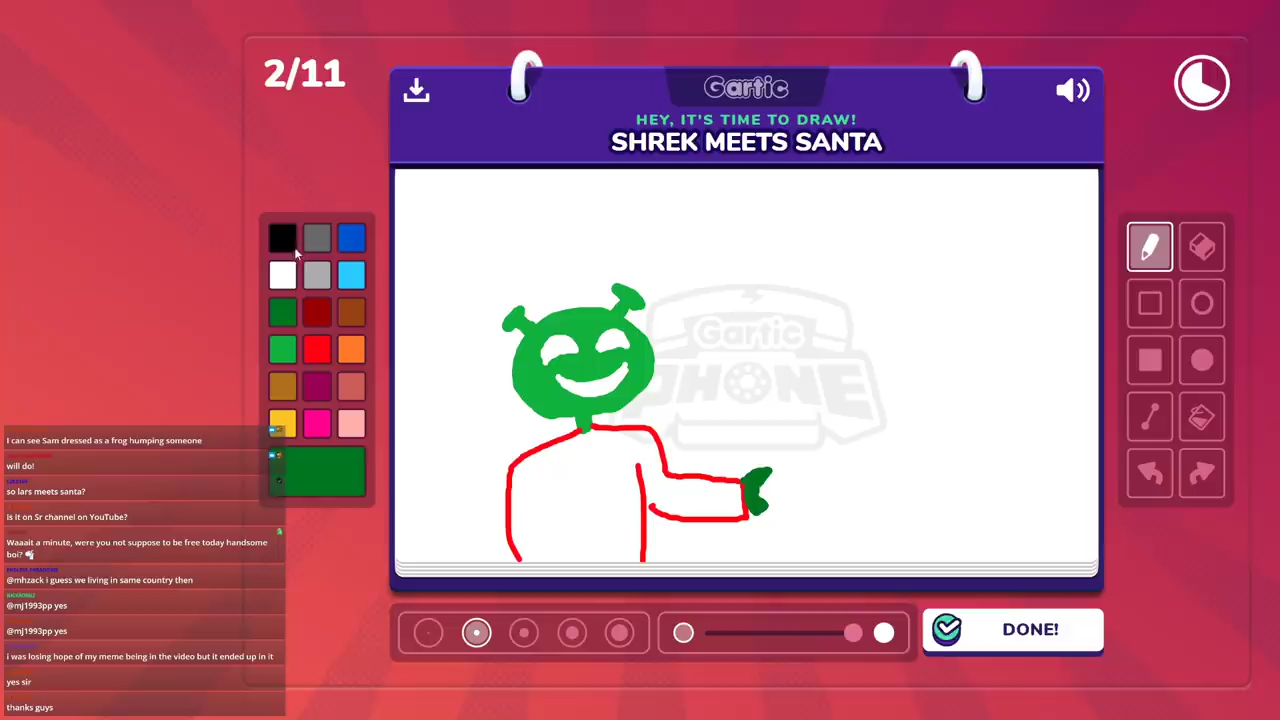 2/11
Gartic
HEY, IT'S TIME TO DRAW!
SHREK MEETS SANTA
Gartic
PHONE
I can see Sam dressed as a frog humping someone
will do!
so lars meets santa?
Is it on Sr channel on YouTube?
Waaait a minute, were you not suppose to be free today handsome
boi?
@mhzack i guess we living in same country then
@mj1993pp yes
@mj1993pp yes
i was losing hope of my meme being in the video but it ended up in it
yes sir
thanks guys
DONE!